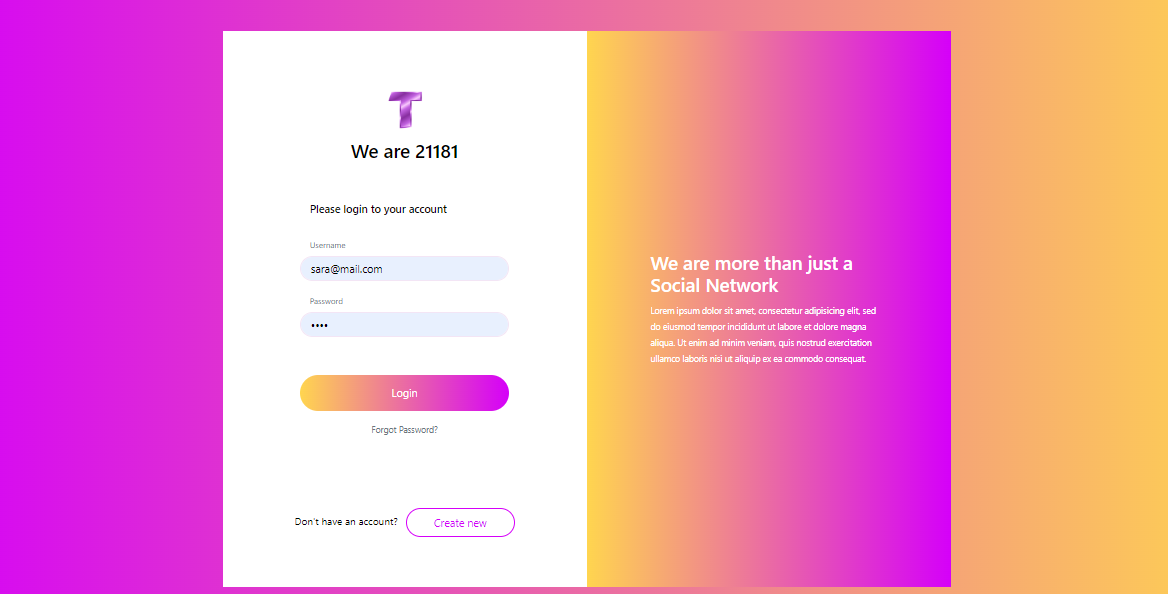 T
We are 21181
Please login to your account
Username
sara@mail.com
Password
••••
Login
Forgot Password?
Don't have an account?
Create new
We are more than just a
Social Network
Lorem ipsum dolor sit amet, consectetur adipisicing elit, sed
do eiusmod tempor incididunt ut labore et dolore magna
aliqua. Ut enim ad minim veniam, quis nostrud exercitation
ullamco laboris nisi ut aliquip ex ea commodo consequat.